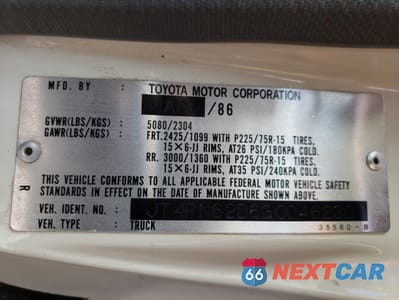 MFD. BY : TOYOTA MOTOR CORPORATION
/86
GVWR(LBS/KGS) : 5080/2304
GAWR(LBS/KGS) : FRT.2425/1099 WITH P225/75R-15 TIRES,
15×6-JJ RIMS, AT26 PSI/180KPA COLD.
RR. 3000/1360 WITH P225/75R-15 TIRES,
15×6-JJ RIMS, AT35 PSI/240KPA COLD.
THIS VEHICLE CONFORMS TO ALL APPLICABLE FEDERAL MOTOR VEHICLE SAFETY
STANDARDS IN EFFECT ON THE DATE OF MANUFACTURE SHOWN ABOVE.
R
VEH. IDENT. NO. :
VEH. TYPE : TRUCK 35580-B
66 NEXTCAR